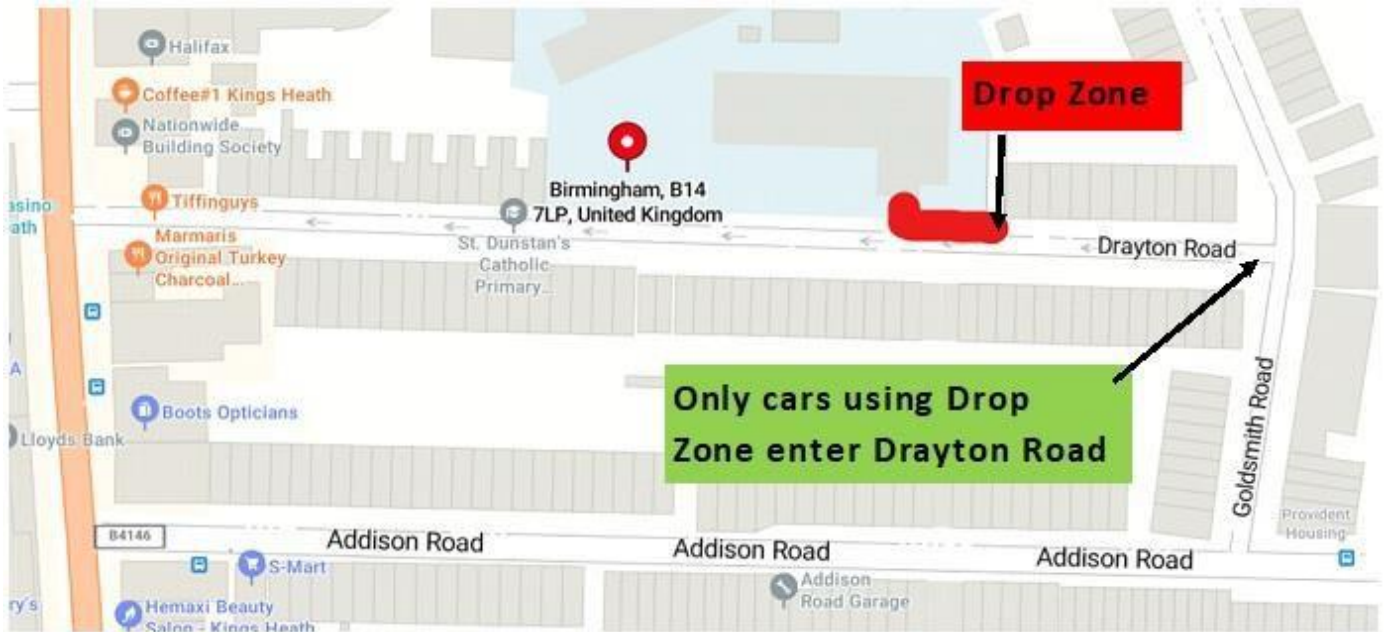 Halifax
Coffee#1 Kings Heath
Nationwide
Building Society
Drop Zone
Tiffinguys
Birmingham, B14
7LP, United Kingdom
St. Dunstan's
Catholic
Primary...
Marmaris
Original Turkey
Charcoal...
Drayton Road
Only cars using Drop
Zone enter Drayton Road
Boots Opticians
Lloyds Bank
Goldsmith Road
Provident
Housing
B4146
Addison Road
Addison Road
Addison Road
S-Mart
Addison
Road Garage
Hemaxi Beauty
Salon - Kings Heath